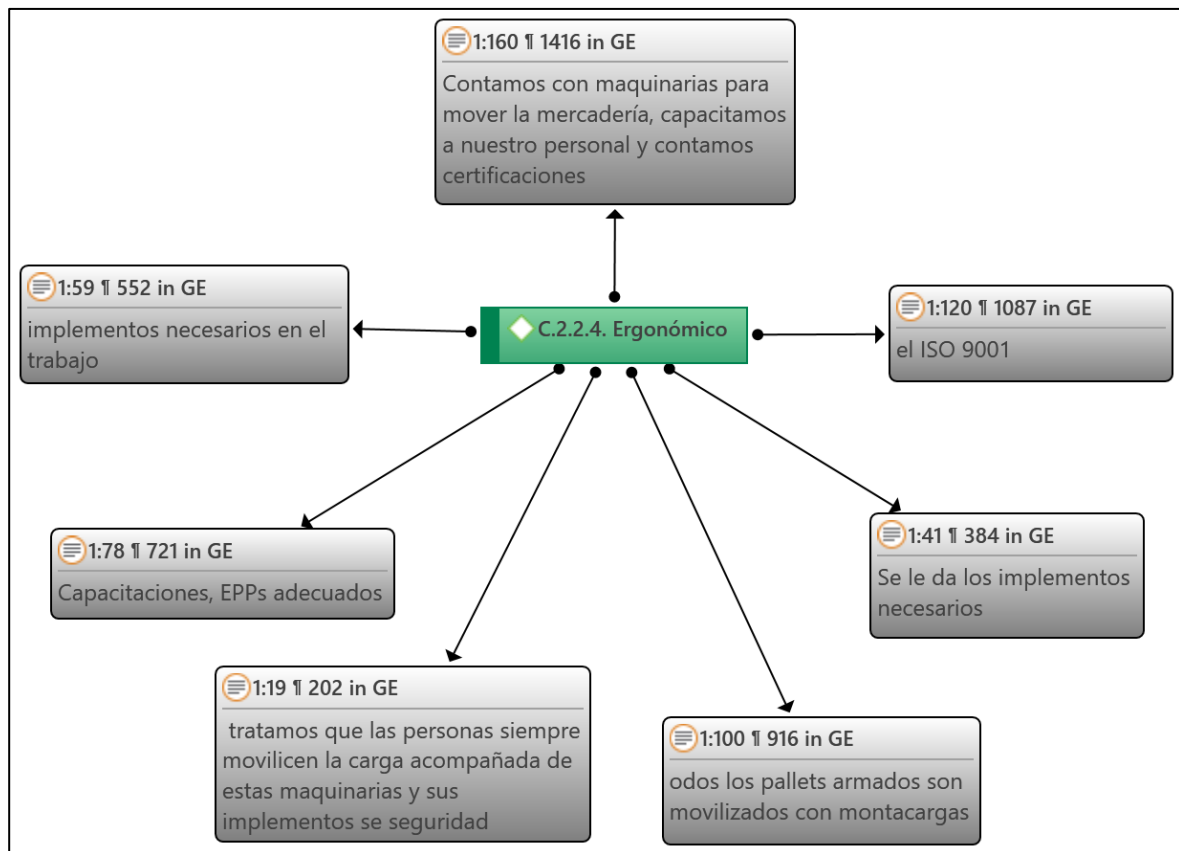 1:160 ¶ 1416 in GE
Contamos con maquinarias para
mover la mercadería, capacitamos
a nuestro personal y contamos
certificaciones
1:59 ¶ 552 in GE
implementos necesarios en el
trabajo
C.2.2.4. Ergonómico
1:120 ¶ 1087 in GE
el ISO 9001
1:78 ¶ 721 in GE
Capacitaciones, EPPs adecuados
1:41 ¶ 384 in GE
Se le da los implementos
necesarios
1:19 ¶ 202 in GE
tratamos que las personas siempre
movilicen la carga acompañada de
estas maquinarias y sus
implementos se seguridad
1:100 ¶ 916 in GE
odos los pallets armados son
movilizados con montacargas